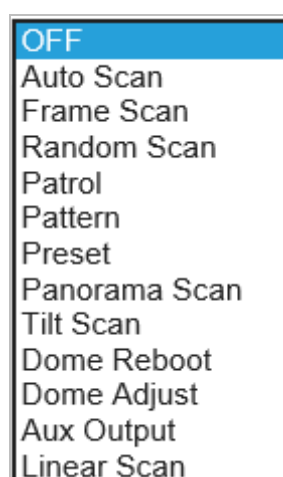 OFF
Auto Scan
Frame Scan
Random Scan
Patrol
Pattern
Preset
Panorama Scan
Tilt Scan
Dome Reboot
Dome Adjust
Aux Output
Linear Scan